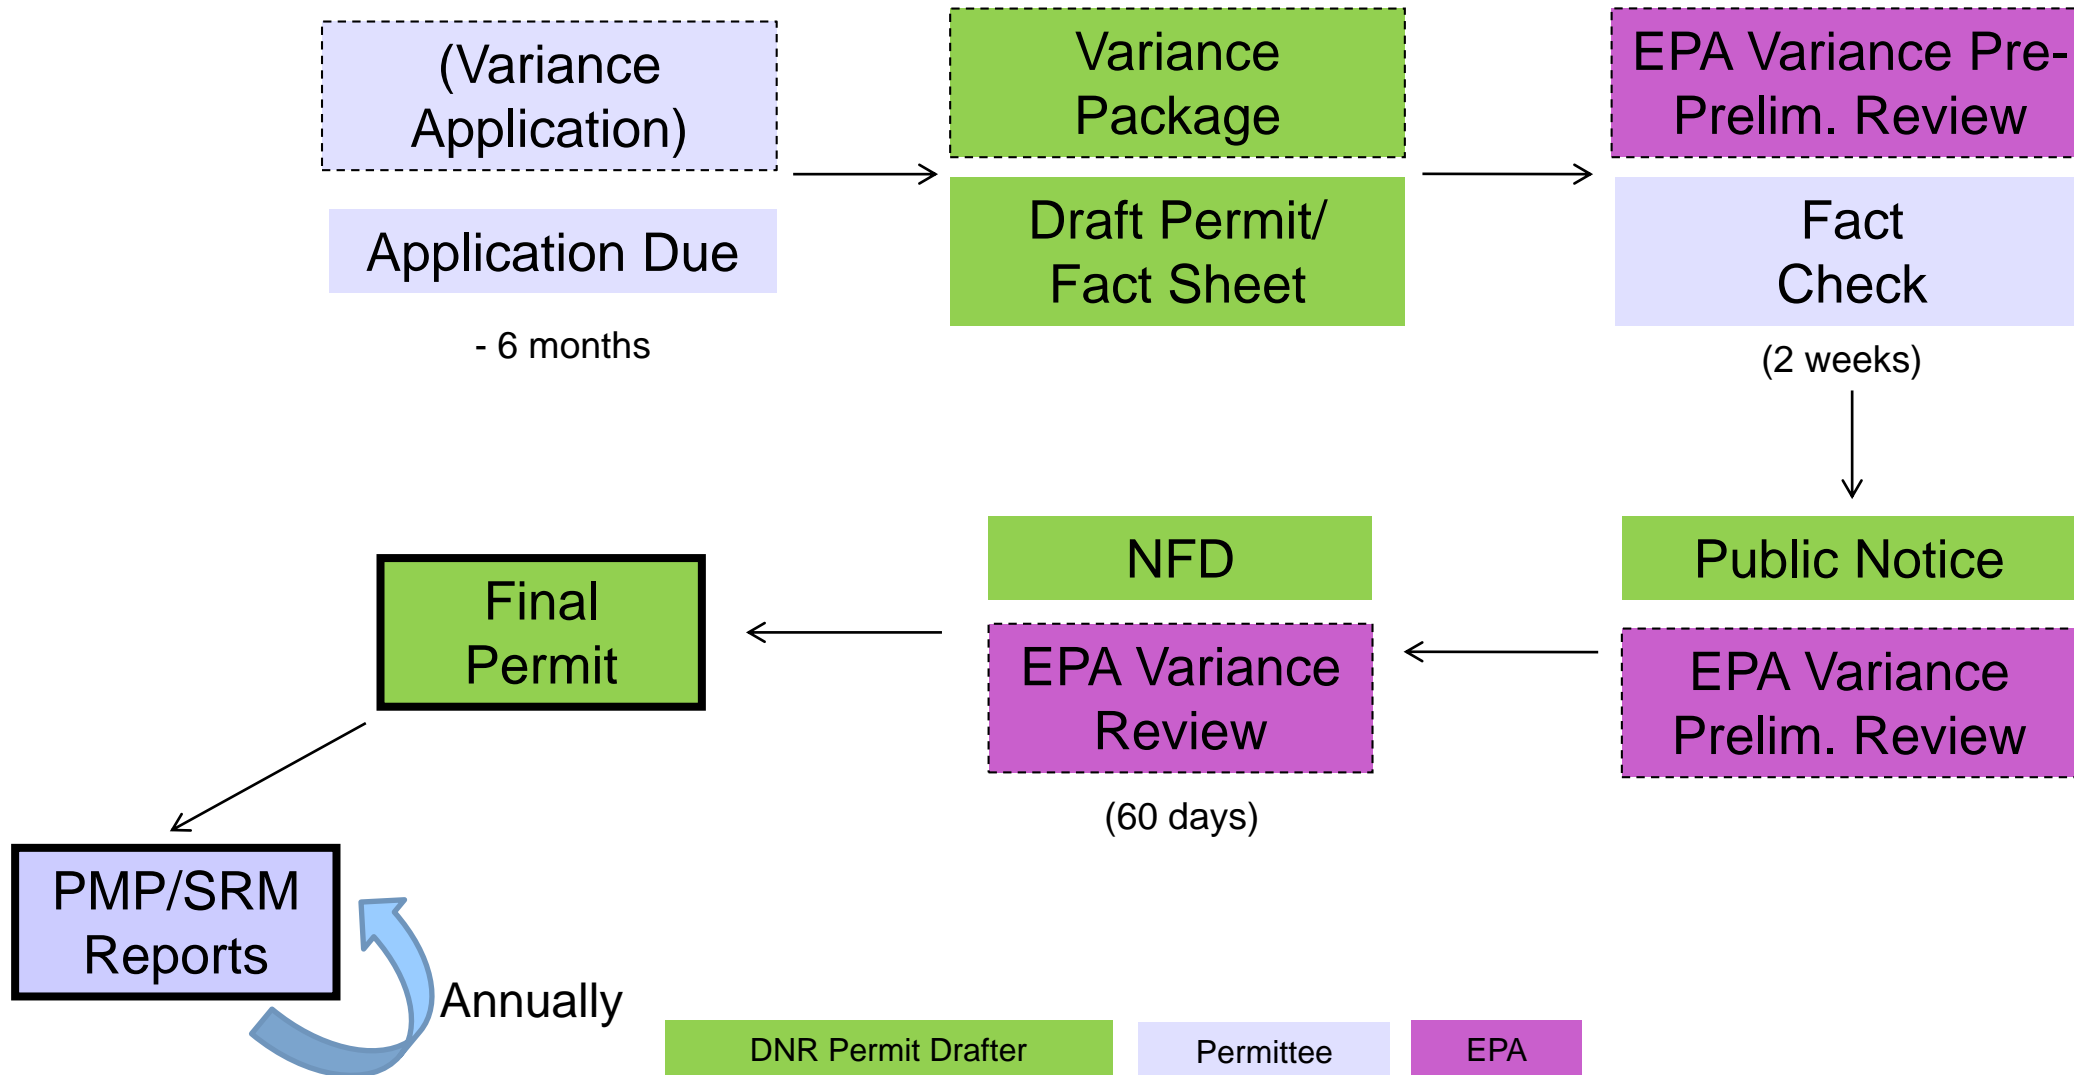 (Variance
Application)
Application Due
- 6 months
Variance
Package
Draft Permit/
Fact Sheet
EPA Variance Pre-
Prelim. Review
Fact
Check
(2 weeks)
Public Notice
EPA Variance
Prelim. Review
NFD
EPA Variance
Review
(60 days)
Final
Permit
PMP/SRM
Reports
Annually
DNR Permit Drafter
Permittee
EPA